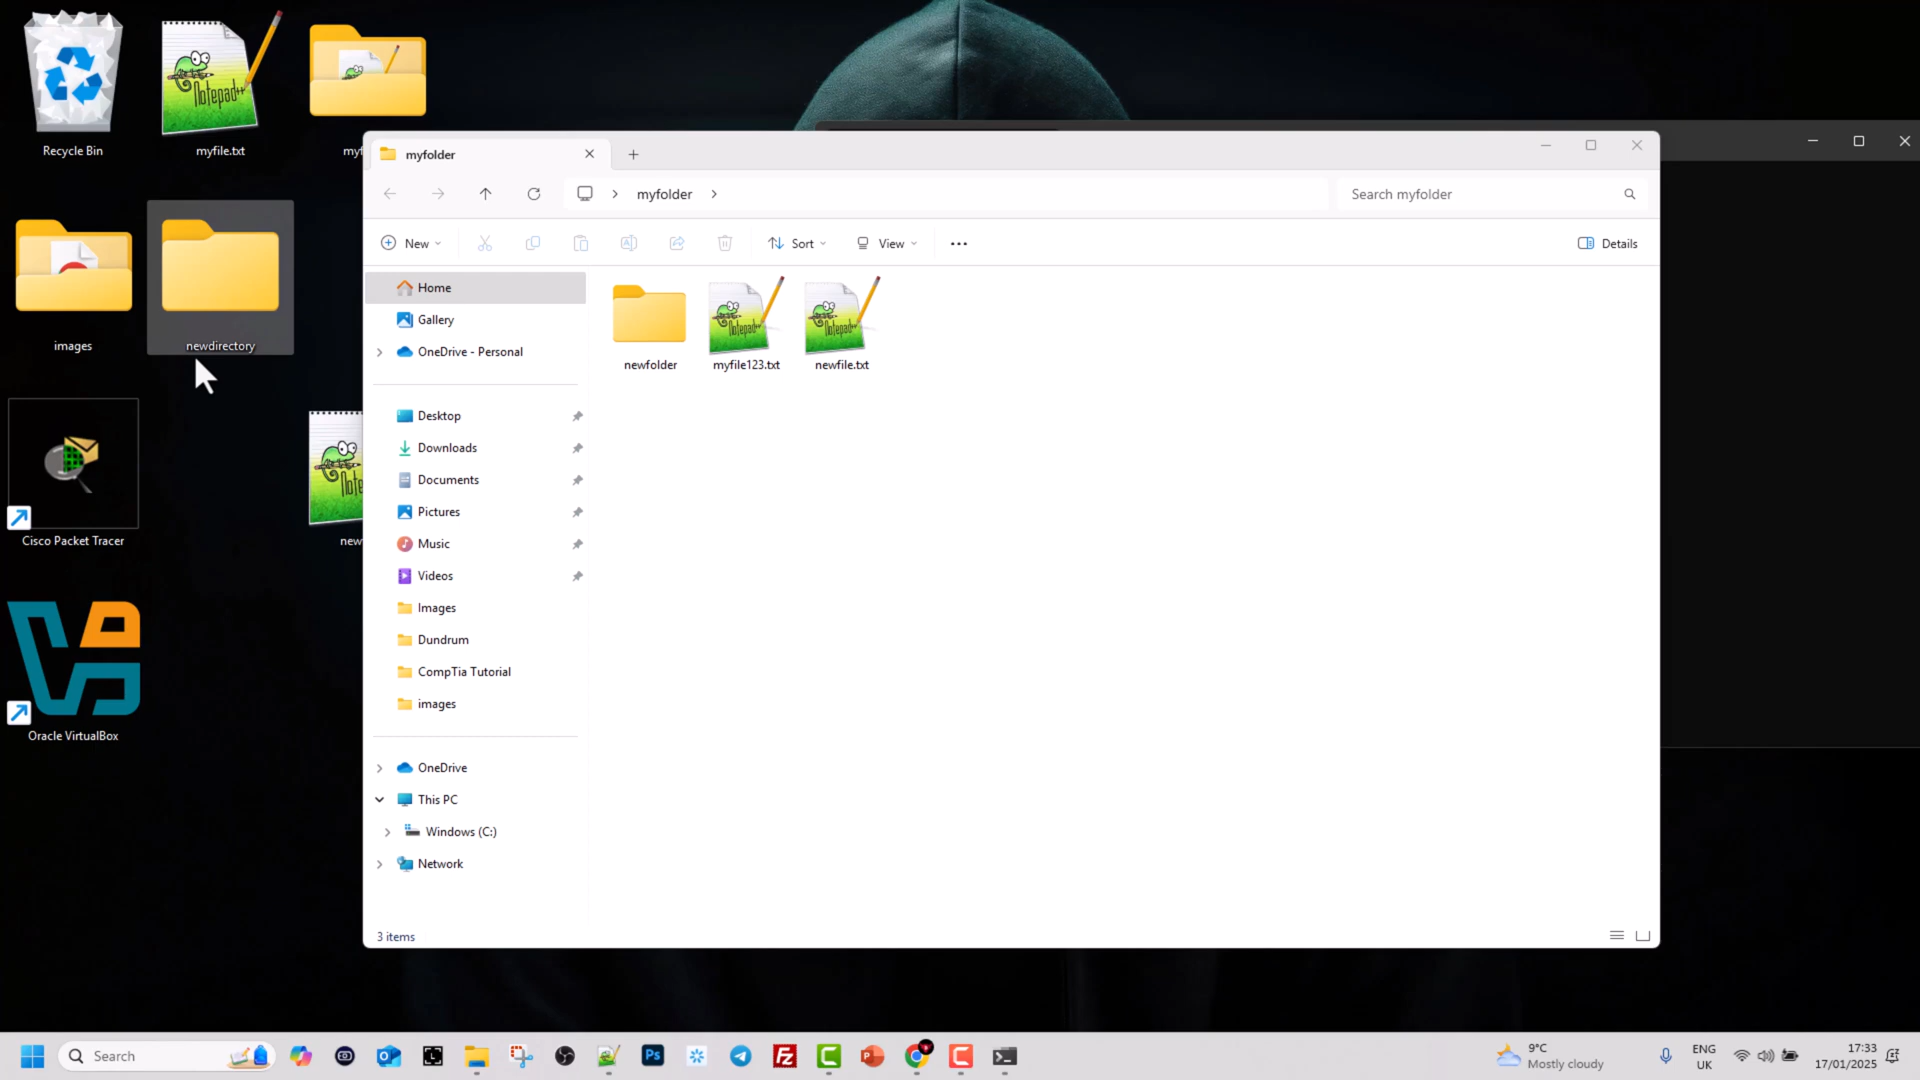 Recycle Bin
myfile.txt
myf
images
newdirectory
Cisco Packet Tracer
new
Oracle VirtualBox
myfolder
myfolder
Search myfolder
New
Sort
View
Details
Home
Gallery
OneDrive - Personal
Desktop
Downloads
Documents
Pictures
Music
Videos
Images
Dundrum
CompTia Tutorial
images
OneDrive
This PC
Windows (C:)
Network
newfolder
myfile123.txt
newfile.txt
3 items
Search
9°C
Mostly cloudy
ENG
UK
17:33
17/01/2025